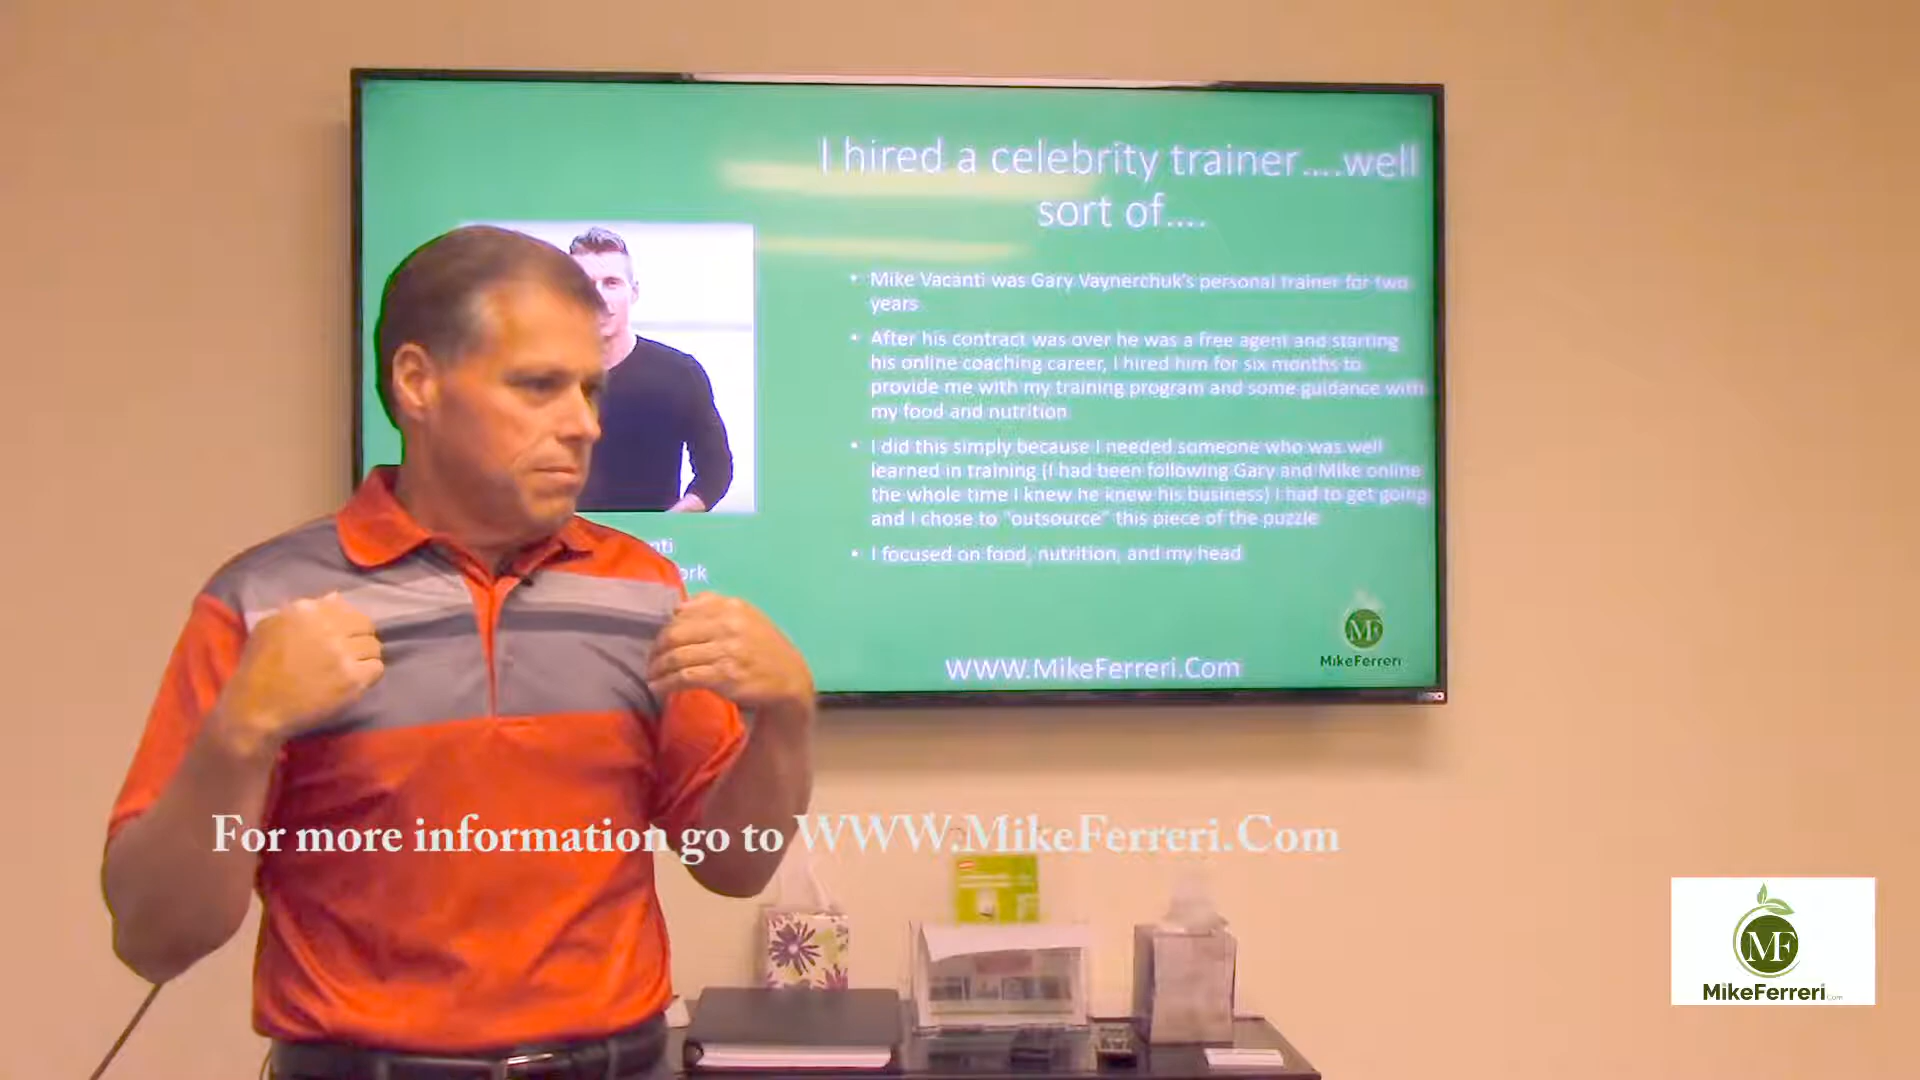 I hired a celebrity trainer....well
sort of....
• Mike Vacanti was Gary Vaynerchuk's personal trainer for two
years
• After his contract was over he was a free agent and starting
his online coaching career, I hired him for six months to
provide me with my training program and some guidance with
my food and nutrition
• I did this simply because I needed someone who was well
learned in training (I had been following Gary and Mike online
the whole time I knew he knew his business) I had to get going
and I chose to "outsource" this piece of the puzzle
• I focused on food, nutrition, and my head
nti
ork
MF
MikeFerreri
WWW.MikeFerreri.Com
For more information go to WWW.MikeFerreri.Com
MF
MikeFerreri.Com